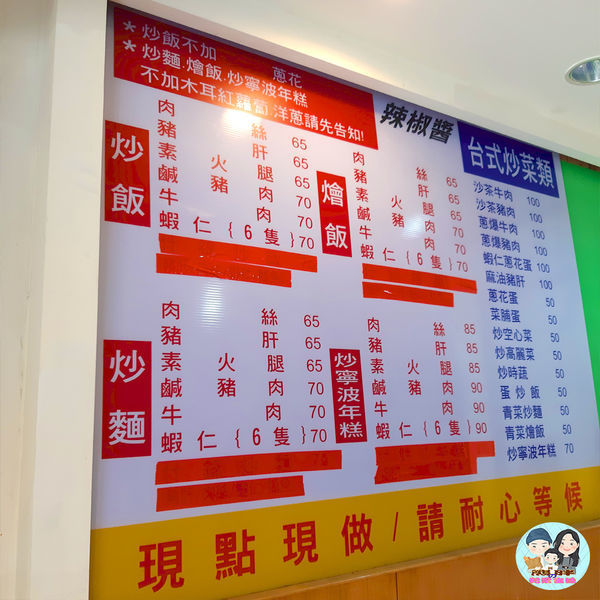 *炒飯不加 蔥花
*炒麵.燴飯.炒寧波年糕
不加木耳紅蘿蔔.洋蔥請先告知!
辣椒醬
炒飯
肉絲 65
豬肝 65
素火腿 65
鹹豬肉 70
牛肉 70
蝦仁{6隻}70
燴飯
肉絲 65
豬肝 65
素火腿 65
鹹豬肉 70
牛肉 70
蝦仁{6隻}70
台式炒菜類
沙茶牛肉 100
沙茶豬肉 100
蔥爆牛肉 100
蔥爆豬肉 100
蝦仁蔥花蛋 100
麻油豬肝 100
蔥花蛋 50
菜脯蛋 50
炒空心菜 50
炒高麗菜 50
炒時蔬 50
蛋炒飯 50
青菜炒麵 50
青菜燴飯 50
炒寧波年糕 70
炒麵
肉絲 65
豬肝 65
素火腿 65
鹹豬肉 70
牛肉 70
蝦仁{6隻}70
炒寧波年糕
肉絲 85
豬肝 85
素火腿 85
鹹豬肉 90
牛肉 90
蝦仁{6隻}90
現點現做/請耐心等候